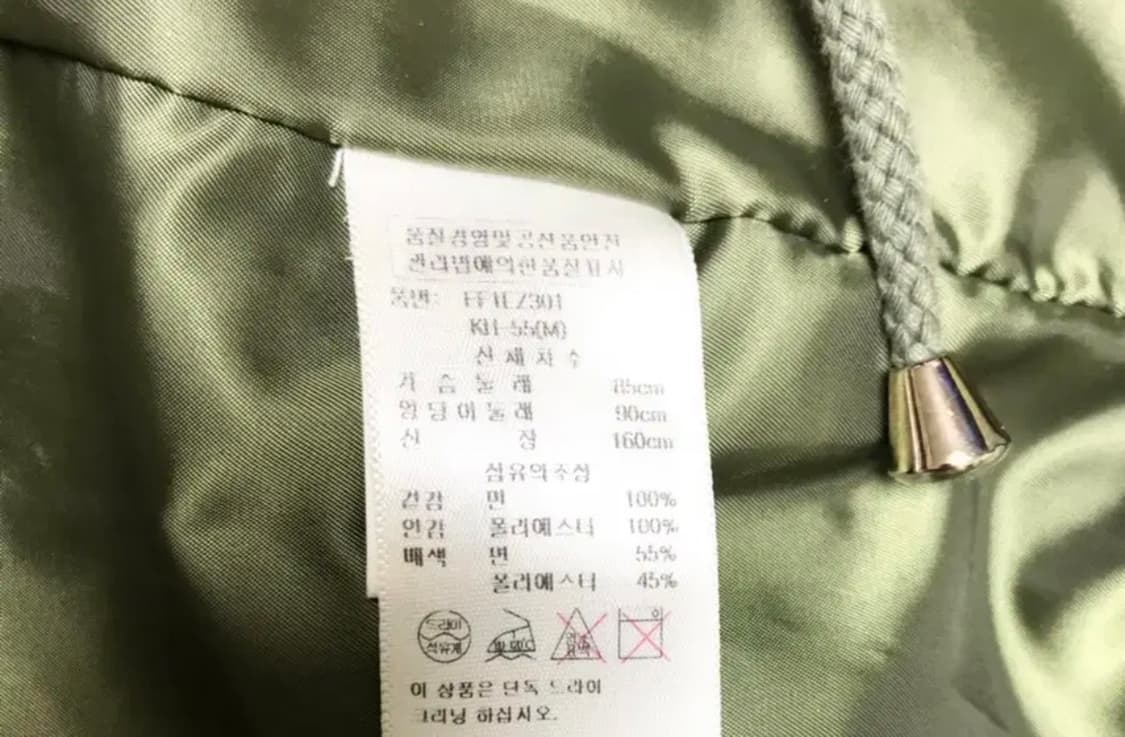 품질경영및공산품안전
관리법에의한품질표시
품번:
KH-55(M)
신 체 치 수
가 슴 둘 레 85cm
엉 덩 이 둘 레 90cm
신 장 160cm
섬유의조성
겉감 면 100%
안감 폴리에스터 100%
배색 면 55%
폴리에스터 45%
드라이
석유계
이 상품은 단독 드라이
크리닝 하십시오.